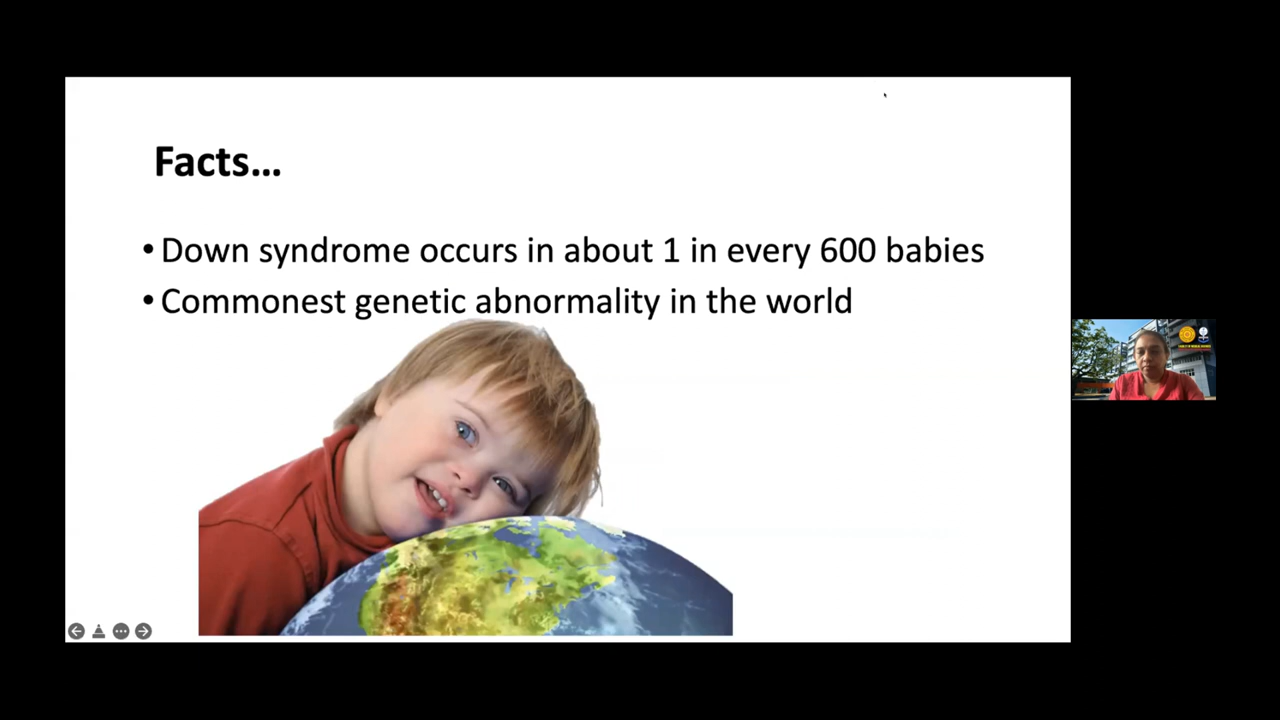 Facts...
• Down syndrome occurs in about 1 in every 600 babies
• Commonest genetic abnormality in the world